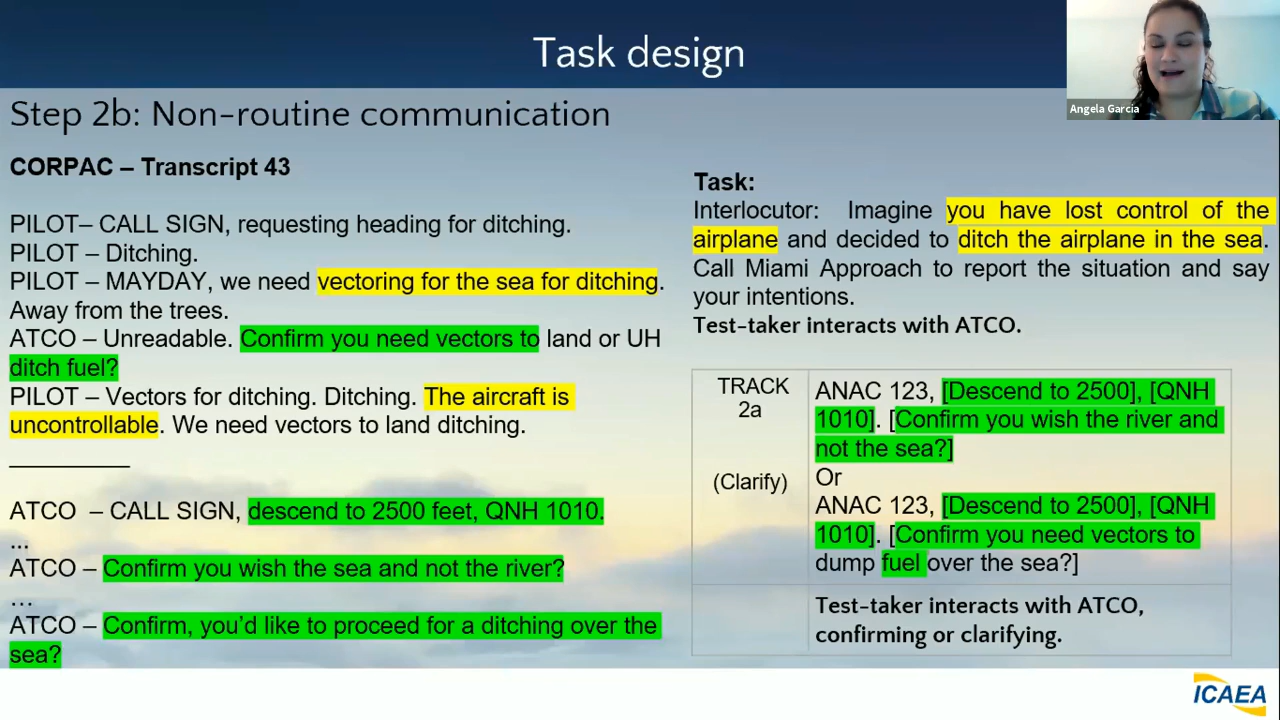 Task design
Angela García
Step 2b: Non-routine communication
CORPAC – Transcript 43
PILOT– CALL SIGN, requesting heading for ditching.
PILOT – Ditching.
PILOT – MAYDAY, we need vectoring for the sea for ditching.
Away from the trees.
ATCO – Unreadable. Confirm you need vectors to land or UH
ditch fuel?
PILOT – Vectors for ditching. Ditching. The aircraft is
uncontrollable. We need vectors to land ditching.
ATCO – CALL SIGN, descend to 2500 feet, QNH 1010.
...
ATCO – Confirm you wish the sea and not the river?
…
ATCO – Confirm, you’d like to proceed for a ditching over the
sea?
Task:
Interlocutor: Imagine you have lost control of the
airplane and decided to ditch the airplane in the sea.
Call Miami Approach to report the situation and say
your intentions.
Test-taker interacts with ATCO.
TRACK
2a
(Clarify)
ANAC 123, [Descend to 2500], [QNH
1010]. [Confirm you wish the river and
not the sea?]
Or
ANAC 123, [Descend to 2500], [QNH
1010]. [Confirm you need vectors to
dump fuel over the sea?]
Test-taker interacts with ATCO,
confirming or clarifying.
ICAEA